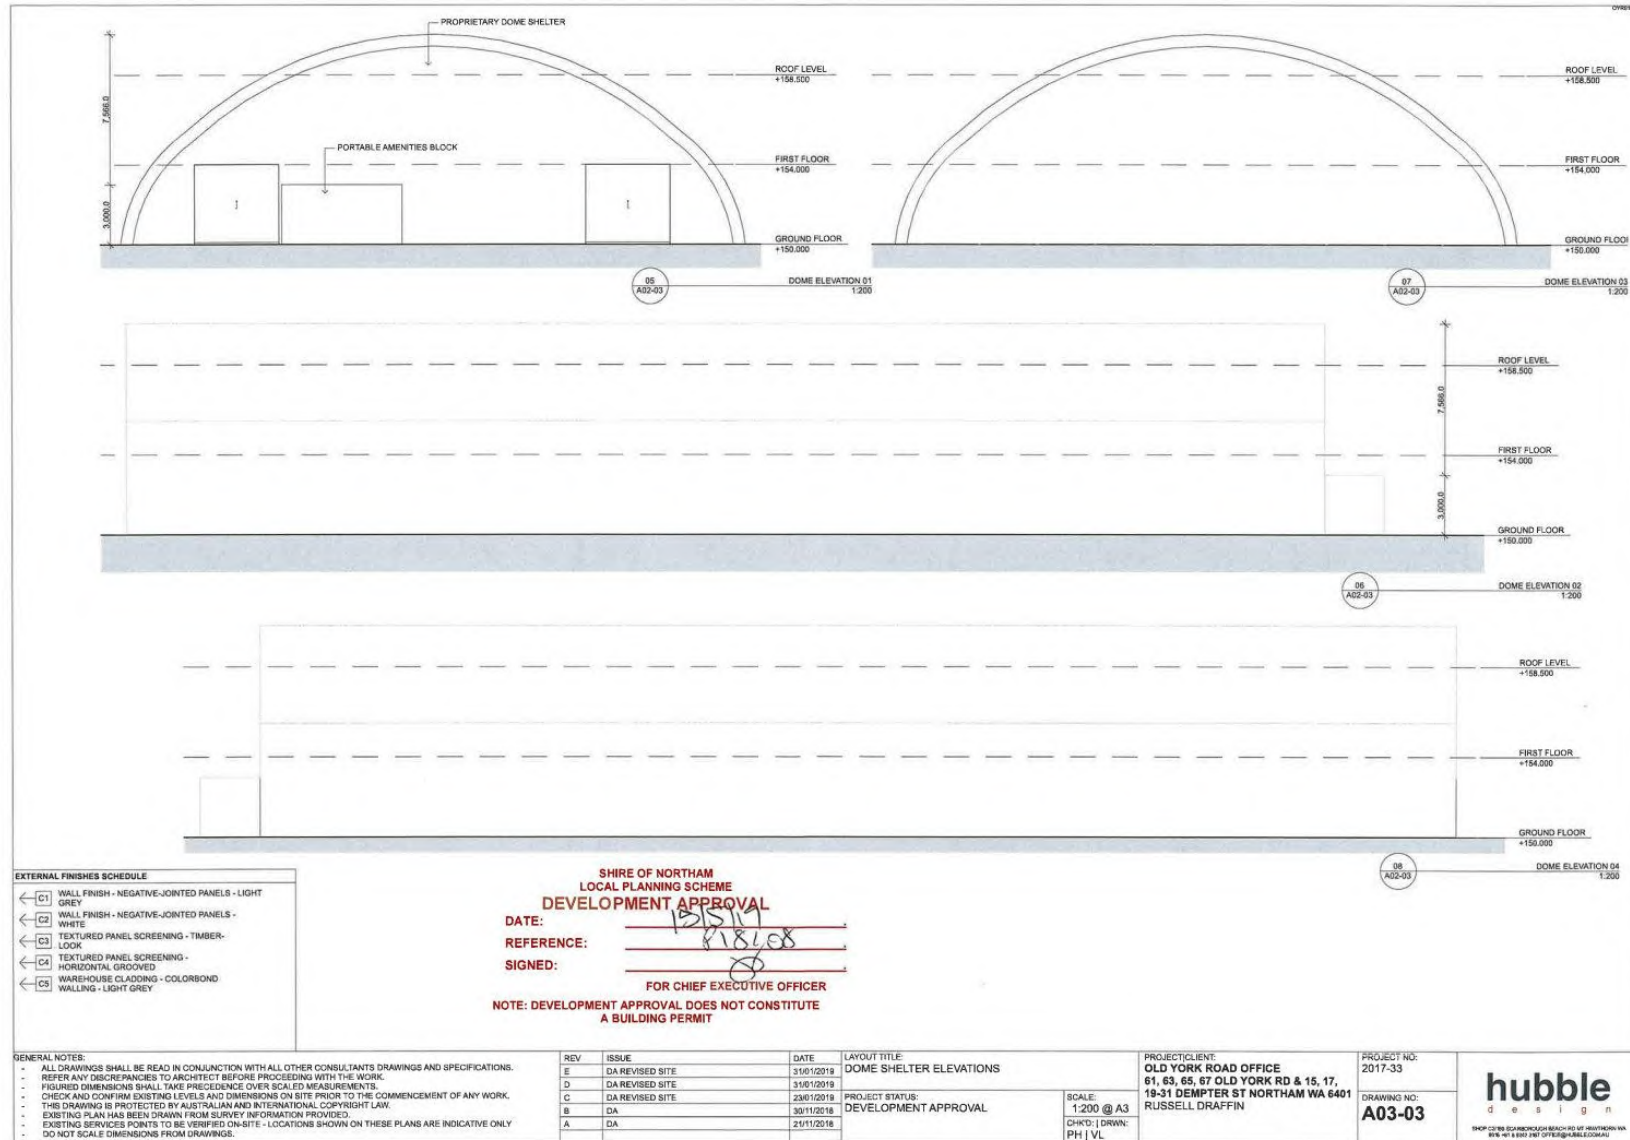 PROPRIETARY DOME SHELTER
ROOF LEVEL
+158.500
7,566.0
PORTABLE AMENITIES BLOCK
FIRST FLOOR
+154.000
3,000.0
GROUND FLOOR
+150.000
05
A02-03
DOME ELEVATION 01
1:200
ROOF LEVEL
+158.500
FIRST FLOOR
+154.000
GROUND FLOO
+150.000
07
A02-03
DOME ELEVATION 03
1:200
ROOF LEVEL
+158.500
7,566.0
FIRST FLOOR
+154.000
3,000.0
GROUND FLOOR
+150.000
06
A02-03
DOME ELEVATION 02
1:200
ROOF LEVEL
+158.500
FIRST FLOOR
+154.000
GROUND FLOOR
+150.000
08
A02-03
DOME ELEVATION 04
1:200
EXTERNAL FINISHES SCHEDULE
C1 WALL FINISH - NEGATIVE-JOINTED PANELS - LIGHT
GREY
C2 WALL FINISH - NEGATIVE-JOINTED PANELS -
WHITE
C3 TEXTURED PANEL SCREENING - TIMBER-
LOOK
C4 TEXTURED PANEL SCREENING -
HORIZONTAL GROOVED
C5 WAREHOUSE CLADDING - COLORBOND
WALLING - LIGHT GREY
SHIRE OF NORTHAM
LOCAL PLANNING SCHEME
DEVELOPMENT APPROVAL
DATE: 15/5/19
REFERENCE: P18108
SIGNED:
FOR CHIEF EXECUTIVE OFFICER
NOTE: DEVELOPMENT APPROVAL DOES NOT CONSTITUTE
A BUILDING PERMIT
GENERAL NOTES:
- ALL DRAWINGS SHALL BE READ IN CONJUNCTION WITH ALL OTHER CONSULTANTS DRAWINGS AND SPECIFICATIONS.
- REFER ANY DISCREPANCIES TO ARCHITECT BEFORE PROCEEDING WITH THE WORK.
- FIGURED DIMENSIONS SHALL TAKE PRECEDENCE OVER SCALED MEASUREMENTS.
- CHECK AND CONFIRM EXISTING LEVELS AND DIMENSIONS ON SITE PRIOR TO THE COMMENCEMENT OF ANY WORK.
- THIS DRAWING IS PROTECTED BY AUSTRALIAN AND INTERNATIONAL COPYRIGHT LAW.
- EXISTING PLAN HAS BEEN DRAWN FROM SURVEY INFORMATION PROVIDED.
- EXISTING SERVICES POINTS TO BE VERIFIED ON-SITE - LOCATIONS SHOWN ON THESE PLANS ARE INDICATIVE ONLY
- DO NOT SCALE DIMENSIONS FROM DRAWINGS.
REV ISSUE DATE
E DA REVISED SITE 31/01/2019
D DA REVISED SITE 31/01/2019
C DA REVISED SITE 23/01/2019
B DA 30/11/2018
A DA 21/11/2018
LAYOUT TITLE:
DOME SHELTER ELEVATIONS
PROJECT STATUS:
DEVELOPMENT APPROVAL
SCALE:
1:200 @ A3
CHK'D: | DRWN:
PH | VL
PROJECT|CLIENT:
OLD YORK ROAD OFFICE
61, 63, 65, 67 OLD YORK RD & 15, 17,
19-31 DEMPTER ST NORTHAM WA 6401
RUSSELL DRAFFIN
PROJECT NO:
2017-33
DRAWING NO:
A03-03
hubble
design